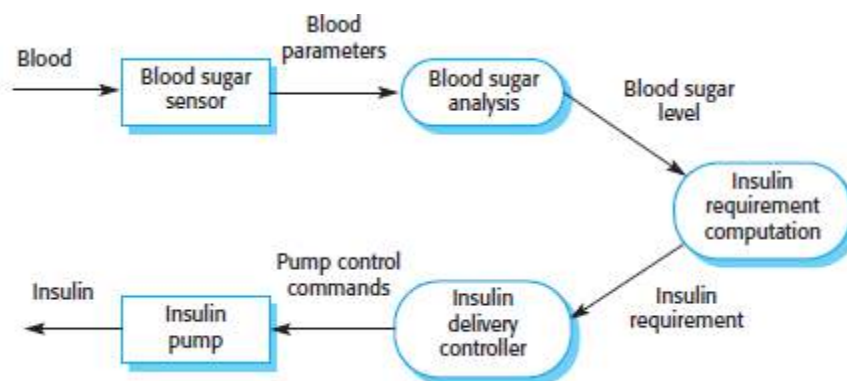 Blood
Blood sugar
sensor
Blood
parameters
Blood sugar
analysis
Blood sugar
level
Insulin
requirement
computation
Insulin
requirement
Insulin
delivery
controller
Pump control
commands
Insulin
pump
Insulin